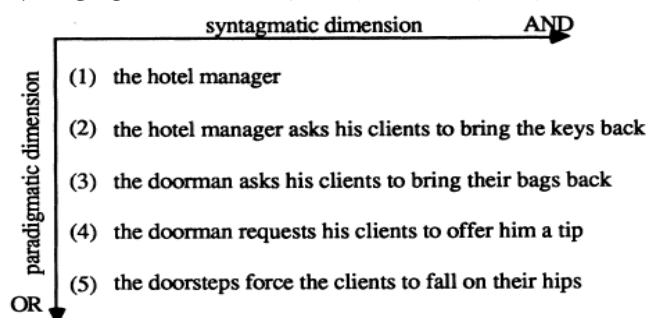 syntagmatic dimension AND
paradigmatic dimension
(1) the hotel manager
(2) the hotel manager asks his clients to bring the keys back
(3) the doorman asks his clients to bring their bags back
(4) the doorman requests his clients to offer him a tip
(5) the doorsteps force the clients to fall on their hips
OR